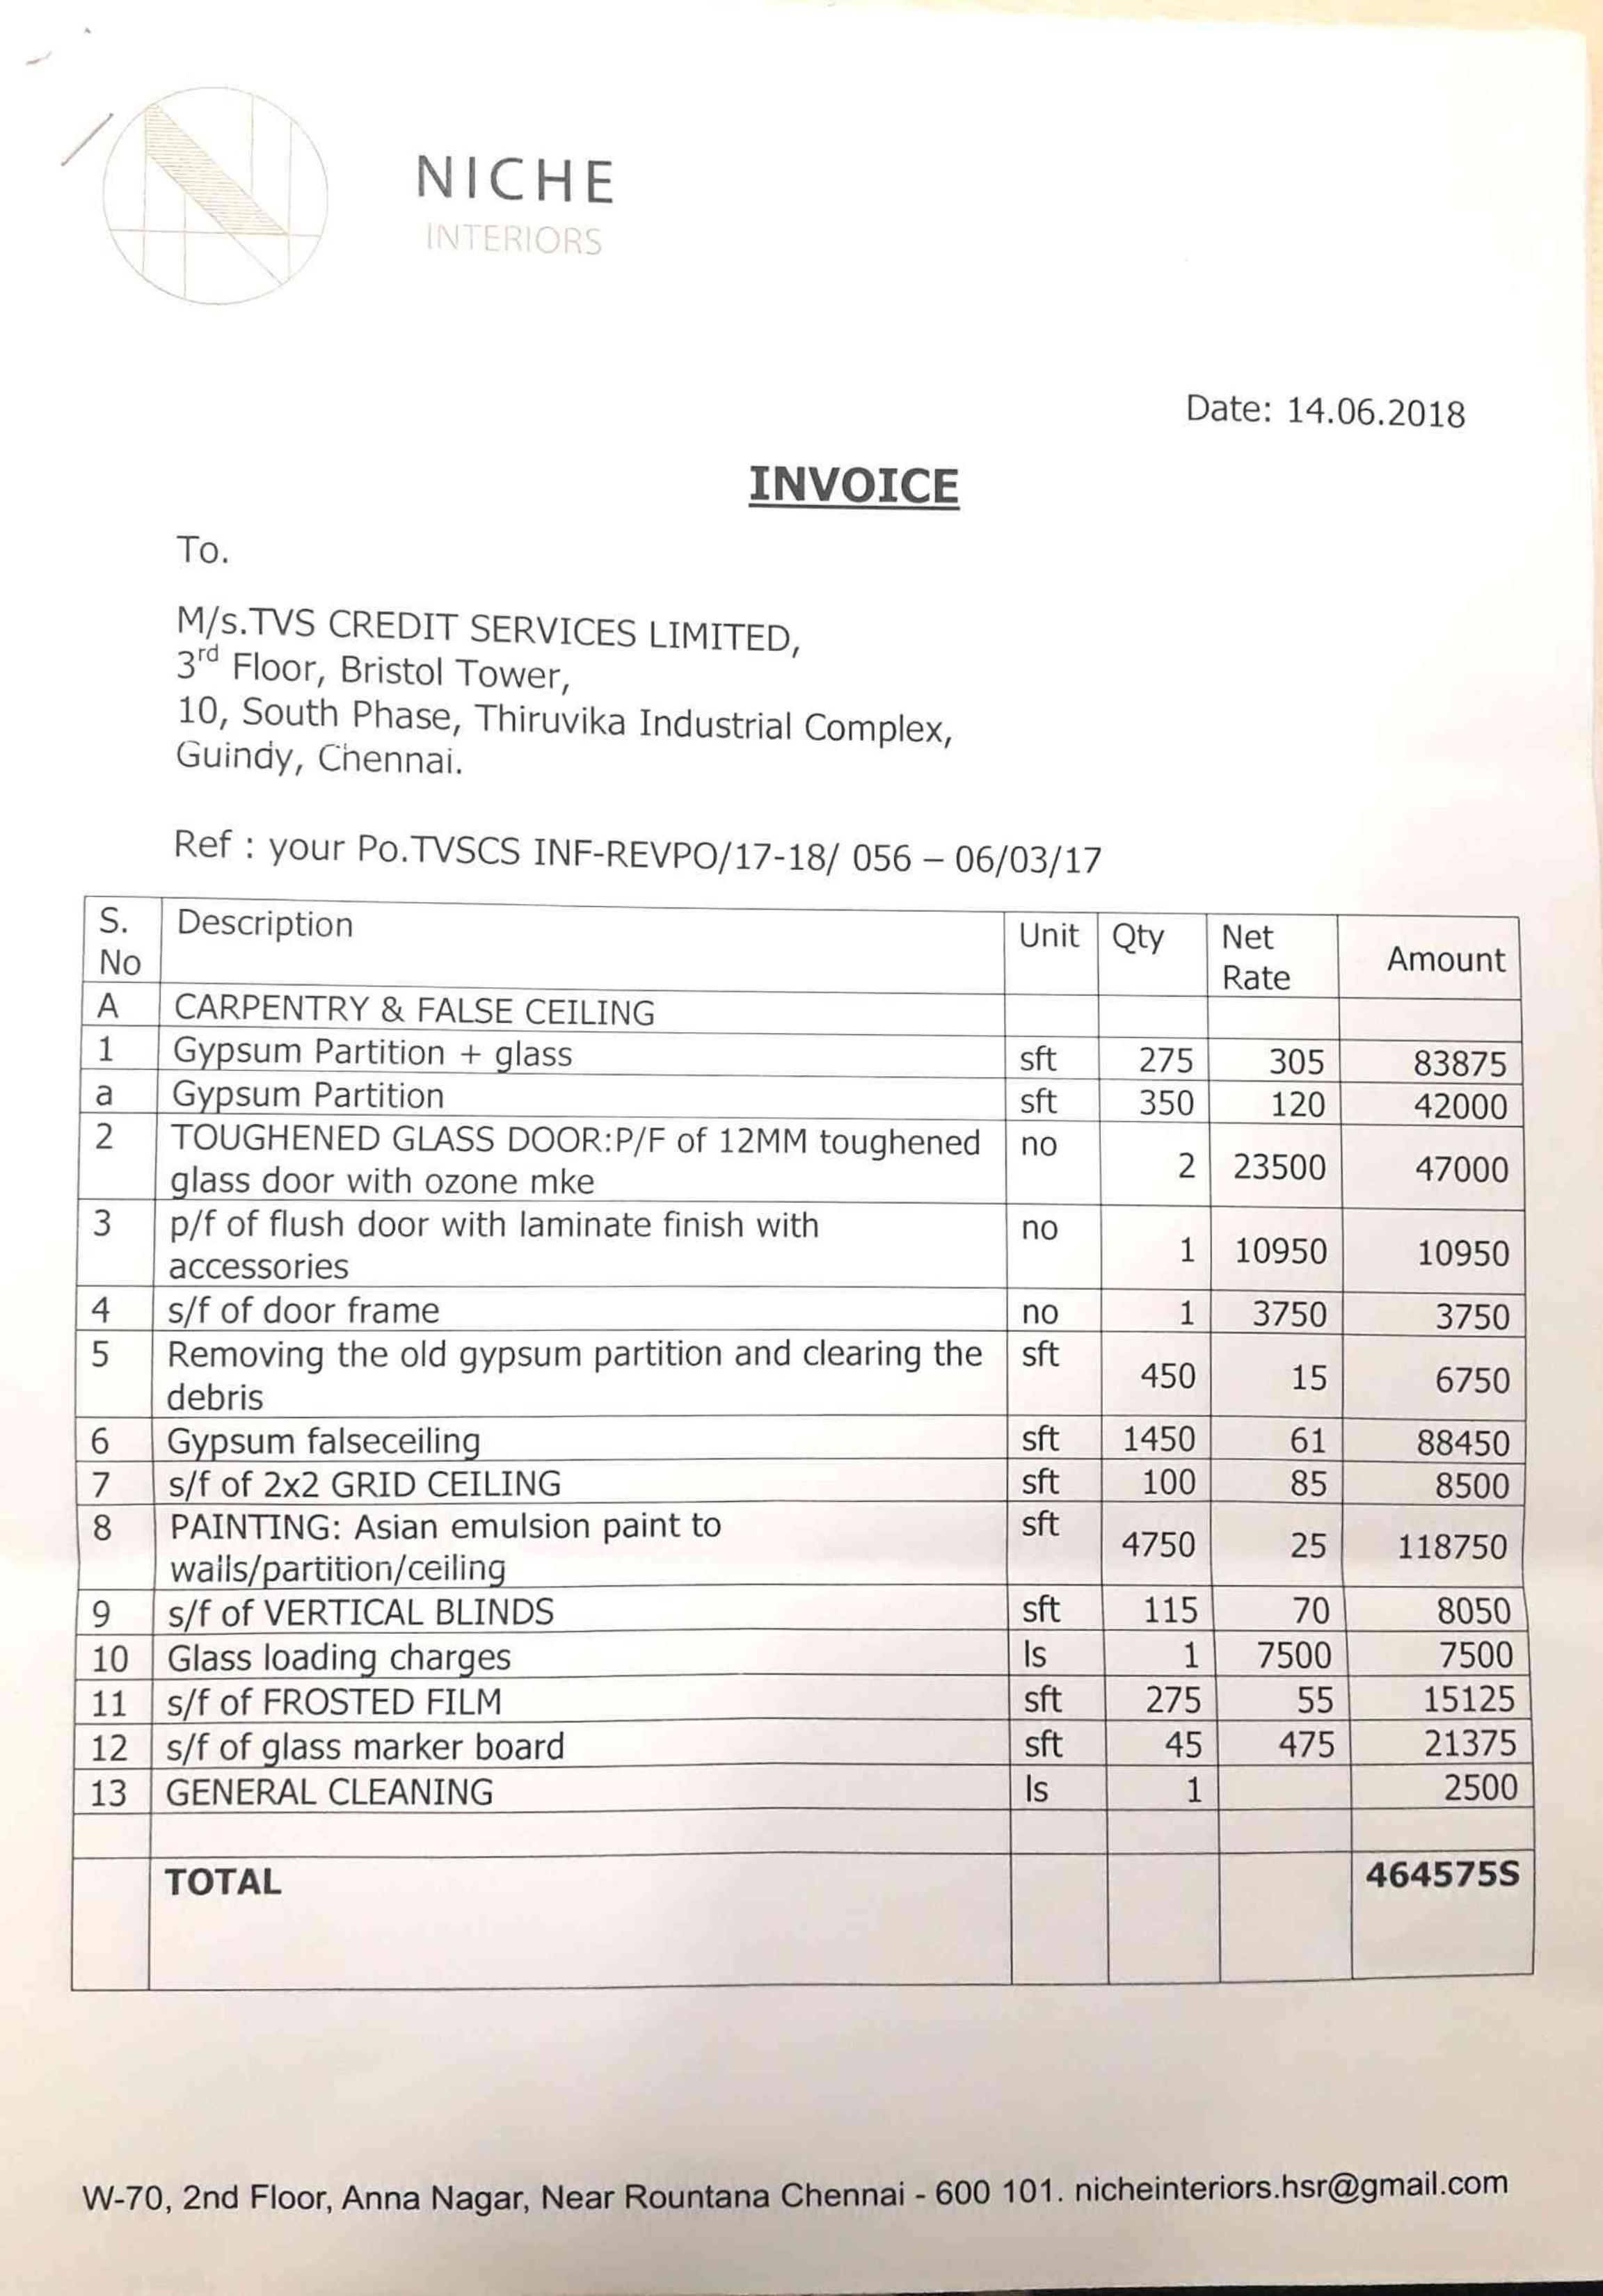 NICHE
INTERIORS
Date: 14.06.2018
INVOICE
To.
M/s.TVS CREDIT SERVICES LIMITED,
3rd Floor, Bristol Tower,
10, South Phase, Thiruvika Industrial Complex,
Guindy, Chennai.
Ref : your Po.TVSCS INF-REVPO/17-18/ 056 – 06/03/17
S. No Description Unit Qty Net Rate Amount
A CARPENTRY & FALSE CEILING
1 Gypsum Partition + glass sft 275 305 83875
a Gypsum Partition sft 350 120 42000
2 TOUGHENED GLASS DOOR:P/F of 12MM toughened no
glass door with ozone mke 2 23500 47000
3 p/f of flush door with laminate finish with no
accessories 1 10950 10950
4 s/f of door frame no 1 3750 3750
5 Removing the old gypsum partition and clearing the sft
debris 450 15 6750
6 Gypsum falseceiling sft 1450 61 88450
7 s/f of 2x2 GRID CEILING sft 100 85 8500
8 PAINTING: Asian emulsion paint to sft
walls/partition/ceiling 4750 25 118750
9 s/f of VERTICAL BLINDS sft 115 70 8050
10 Glass loading charges ls 1 7500 7500
11 s/f of FROSTED FILM sft 275 55 15125
12 s/f of glass marker board sft 45 475 21375
13 GENERAL CLEANING ls 1 2500
TOTAL 464575S
W-70, 2nd Floor, Anna Nagar, Near Rountana Chennai - 600 101. nicheinteriors.hsr@gmail.com